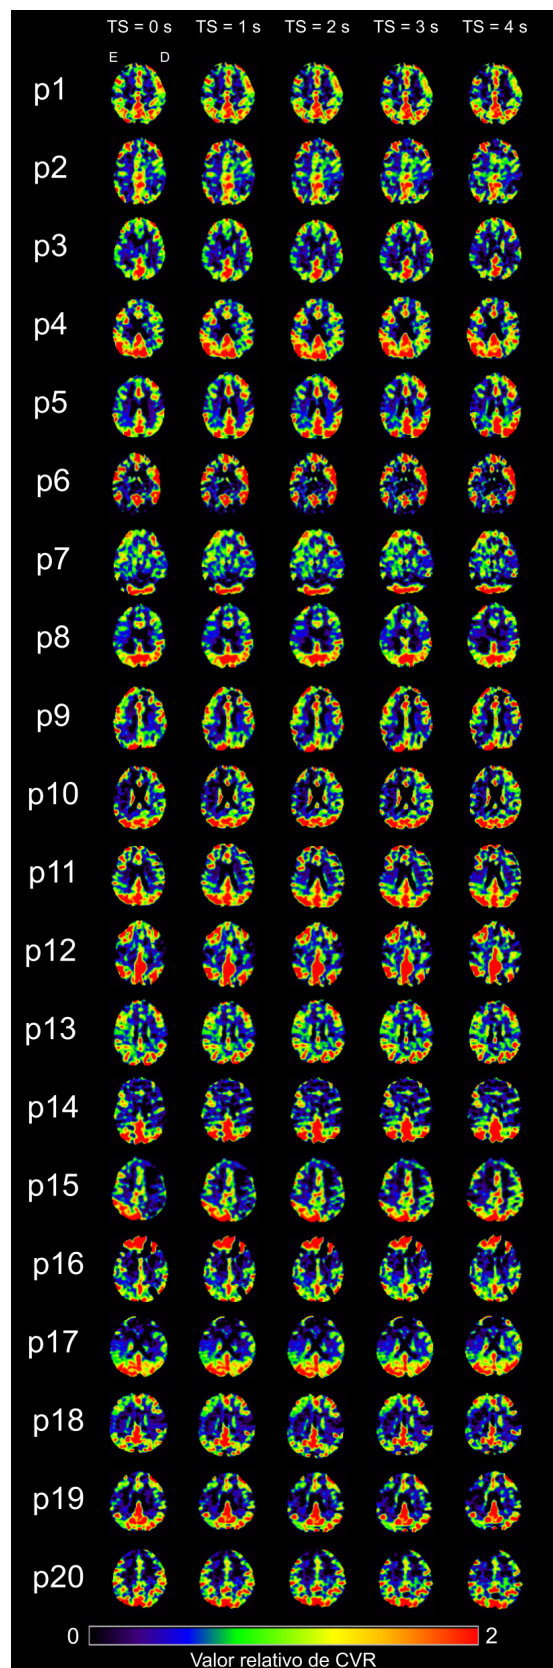 TS = 0 s TS = 1 s TS = 2 s TS = 3 s TS = 4 s
E D
p1
p2
p3
p4
p5
p6
p7
p8
p9
p10
p11
p12
p13
p14
p15
p16
p17
p18
p19
p20
0 2
Valor relativo de CVR